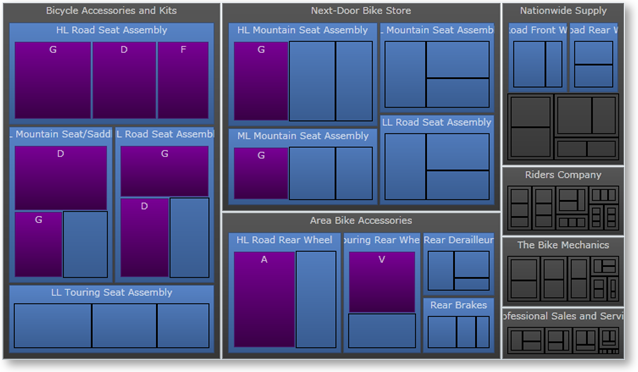 Bicycle Accessories and Kits
HL Road Seat Assembly
G
D
F
Mountain Seat/Saddl
D
G
L Road Seat Assembl
G
D
LL Touring Seat Assembly
Next-Door Bike Store
HL Mountain Seat Assembly
G
Mountain Seat Assem
ML Mountain Seat Assembly
G
LL Road Seat Assembly
Area Bike Accessories
HL Road Rear Wheel
A
ouring Rear Whe
V
Rear Derailleur
Rear Brakes
Nationwide Supply
Road Front W
oad Rear W
Riders Company
The Bike Mechanics
ofessional Sales and Servi